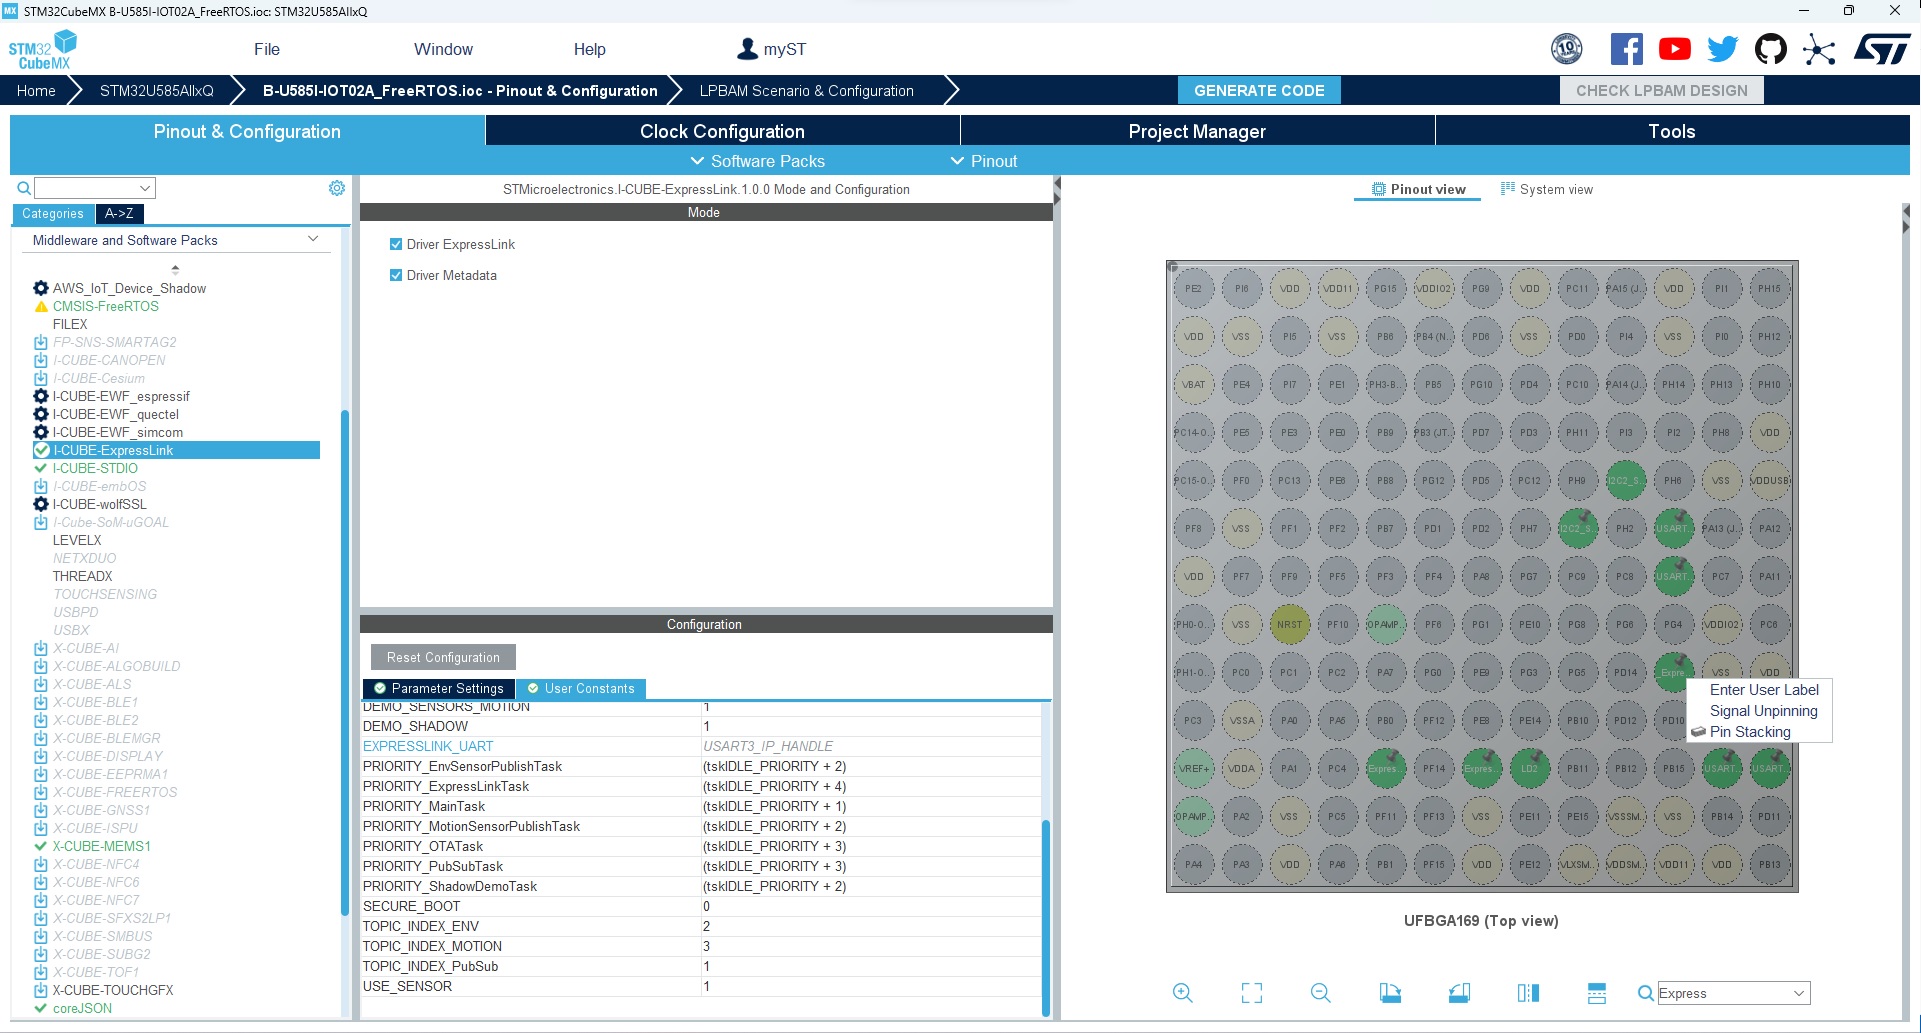 STM32CubeMX B-U585I-IOT02A_FreeRTOS.ioc: STM32U585AIIxQ
STM32 CubeMX
File Window Help myST
Home STM32U585AIIxQ B-U585I-IOT02A_FreeRTOS.ioc - Pinout & Configuration LPBAM Scenario & Configuration GENERATE CODE CHECK LPBAM DESIGN
Pinout & Configuration Clock Configuration Project Manager Tools
Software Packs Pinout
Categories A->Z
Middleware and Software Packs
AWS_IoT_Device_Shadow
CMSIS-FreeRTOS
FILEX
FP-SNS-SMARTAG2
I-CUBE-CANOPEN
I-CUBE-Cesium
I-CUBE-EWF_espressif
I-CUBE-EWF_quectel
I-CUBE-EWF_simcom
I-CUBE-ExpressLink
I-CUBE-STDIO
I-CUBE-embOS
I-CUBE-wolfSSL
I-Cube-SoM-uGOAL
LEVELX
NETXDUO
THREADX
TOUCHSENSING
USBPD
USBX
X-CUBE-AI
X-CUBE-ALGOBUILD
X-CUBE-ALS
X-CUBE-BLE1
X-CUBE-BLE2
X-CUBE-BLEMGR
X-CUBE-DISPLAY
X-CUBE-EEPRMA1
X-CUBE-FREERTOS
X-CUBE-GNSS1
X-CUBE-ISPU
X-CUBE-MEMS1
X-CUBE-NFC4
X-CUBE-NFC6
X-CUBE-NFC7
X-CUBE-SFXS2LP1
X-CUBE-SMBUS
X-CUBE-SUBG2
X-CUBE-TOF1
X-CUBE-TOUCHGFX
coreJSON
STMicroelectronics.I-CUBE-ExpressLink.1.0.0 Mode and Configuration
Mode
Driver ExpressLink
Driver Metadata
Configuration
Reset Configuration
Parameter Settings User Constants
DEMO_SENSORS_MOTION 1
DEMO_SHADOW 1
EXPRESSLINK_UART USART3_IP_HANDLE
PRIORITY_EnvSensorPublishTask (tskIDLE_PRIORITY + 2)
PRIORITY_ExpressLinkTask (tskIDLE_PRIORITY + 4)
PRIORITY_MainTask (tskIDLE_PRIORITY + 1)
PRIORITY_MotionSensorPublishTask (tskIDLE_PRIORITY + 2)
PRIORITY_OTATask (tskIDLE_PRIORITY + 3)
PRIORITY_PubSubTask (tskIDLE_PRIORITY + 3)
PRIORITY_ShadowDemoTask (tskIDLE_PRIORITY + 2)
SECURE_BOOT 0
TOPIC_INDEX_ENV 2
TOPIC_INDEX_MOTION 3
TOPIC_INDEX_PubSub 1
USE_SENSOR 1
Pinout view System view
PE2 PI6 VDD VDD11 PG15 VDDIO2 PG9 VDD PC11 PA15 (J.. VDD PI1 PH15
VDD VSS PI5 VSS PB6 PB4 (N.. PD6 VSS PD0 PI4 VSS PI0 PH12
VBAT PE4 PI7 PE1 PH3-B.. PB5 PG10 PD4 PC10 PA14 (J.. PH14 PH13 PH10
PC14-O.. PE5 PE3 PE0 PB9 PB3 (JT.. PD7 PD3 PH11 PI3 PI2 PH8 VDD
PC15-O.. PF0 PC13 PE6 PB8 PG12 PD5 PC12 PH9 I2C2_S.. PH6 VSS VDDUSB
PF8 VSS PF1 PF2 PB7 PD1 PD2 PH7 I2C2_S.. PH2 USART.. PA13 (J.. PA12
VDD PF7 PF9 PF5 PF3 PF4 PA8 PG7 PC9 PC8 USART.. PC7 PA11
PH0-O.. VSS NRST PF10 OPAMP.. PF6 PG1 PE10 PG8 PG6 PG4 VDDIO2 PC6
PH1-O.. PC0 PC1 PC2 PA7 PG0 PE9 PG3 PG5 PD14 Expre.. VSS VDD
PC3 VSSA PA0 PA5 PB0 PF12 PE8 PE14 PB10 PD12 PD10
VREF+ VDDA PA1 PC4 Expres.. PF14 Expres.. LD2 PB11 PB12 PB15 USART.. USART..
OPAMP.. PA2 VSS PC5 PF11 PF13 VSS PE11 PE15 VSSSM.. VSS PB14 PD11
PA4 PA3 VDD PA6 PB1 PF15 VDD PE12 VLXSM.. VDDSM.. VDD11 VDD PB13
Enter User Label
Signal Unpinning
Pin Stacking
UFBGA169 (Top view)
Express